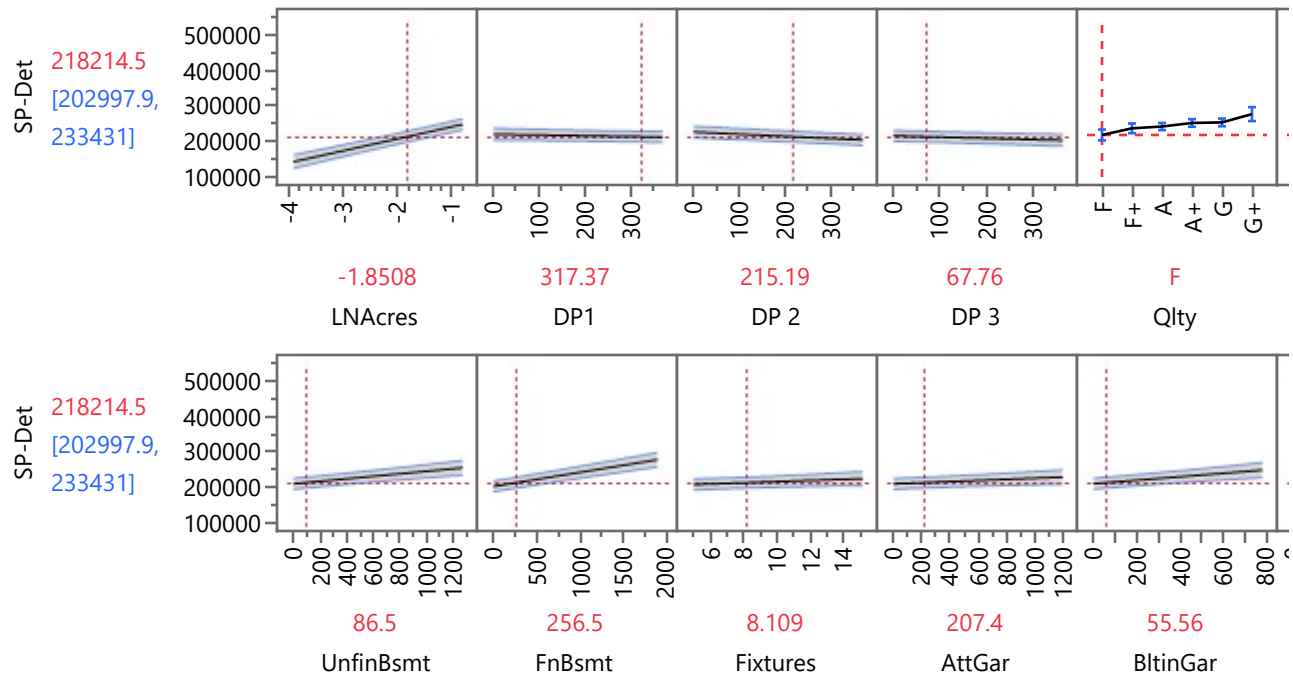 SP-Det
218214.5
[202997.9,
233431]
500000
400000
300000
200000
100000
-4 -3 -2 -1
0 100 200 300
0 100 200 300
0 100 200 300
F F+ A A+ G G+
-1.8508 317.37 215.19 67.76 F
LNAcres DP1 DP 2 DP 3 Qlty
SP-Det
218214.5
[202997.9,
233431]
500000
400000
300000
200000
100000
0 200 400 600 800 1000 1200
0 500 1000 1500 2000
6 8 10 12 14
0 200 400 600 800 1000 1200
0 200 400 600 800
86.5 256.5 8.109 207.4 55.56
UnfinBsmt FnBsmt Fixtures AttGar BltinGar